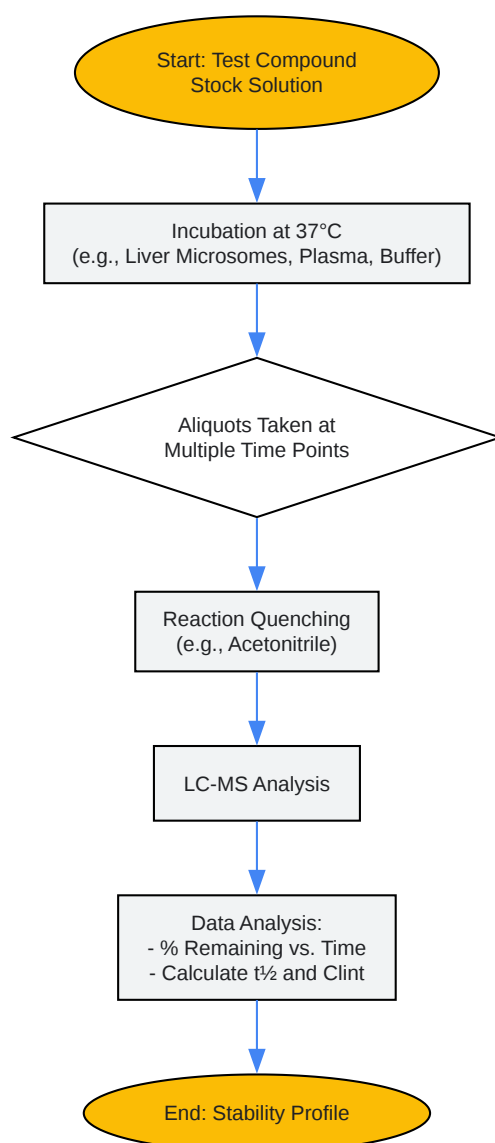 Start: Test Compound
Stock Solution
Incubation at 37°C
(e.g., Liver Microsomes, Plasma, Buffer)
Aliquots Taken at
Multiple Time Points
Reaction Quenching
(e.g., Acetonitrile)
LC-MS Analysis
Data Analysis:
- % Remaining vs. Time
- Calculate t½ and Clint
End: Stability Profile